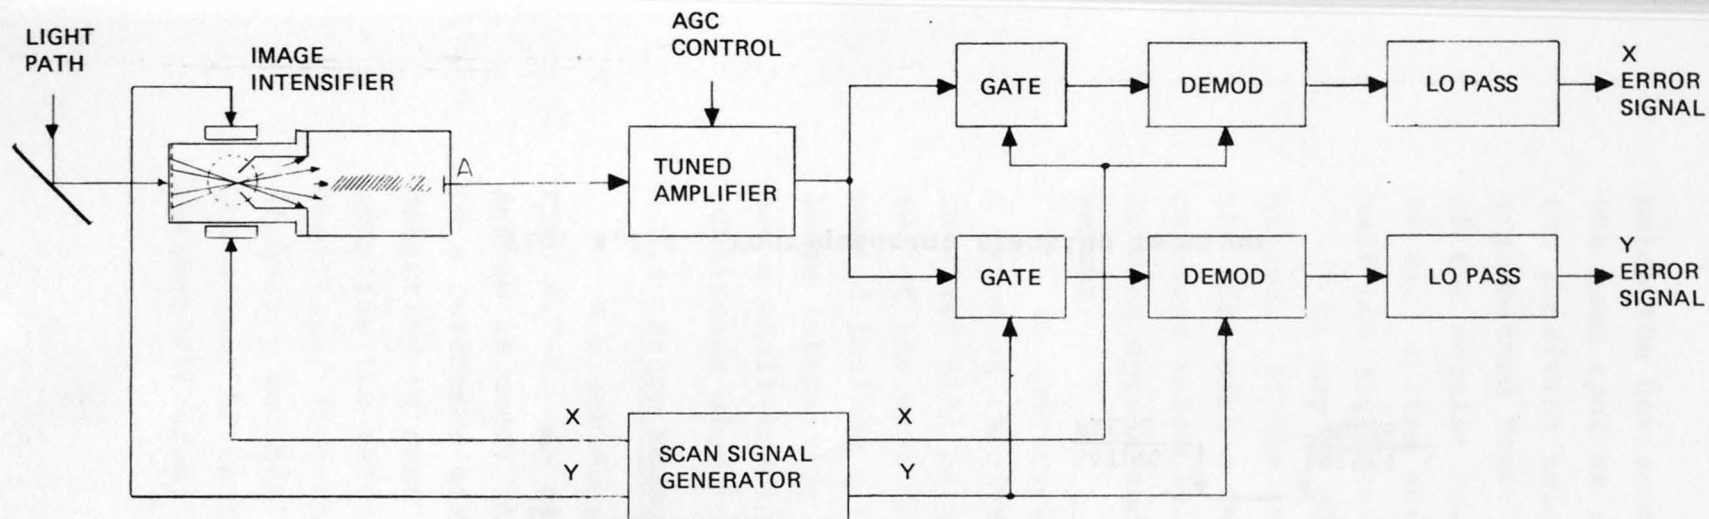 LIGHT
PATH
IMAGE
INTENSIFIER
AGC
CONTROL
A
TUNED
AMPLIFIER
GATE
DEMOD
LO PASS
X
ERROR
SIGNAL
GATE
DEMOD
LO PASS
Y
ERROR
SIGNAL
X
Y
SCAN SIGNAL
GENERATOR
X
Y